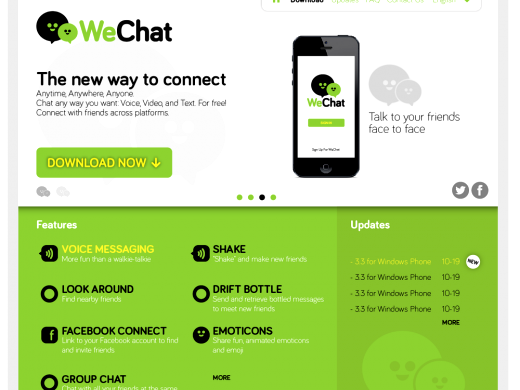 Download Updates FAQ Contact Us English
WeChat
The new way to connect
Anytime, Anywhere, Anyone.
Chat any way you want: Voice, Video, and Text. For free!
Connect with friends across platforms.
DOWNLOAD NOW
WeChat
Sign Up For WeChat
Talk to your friends
face to face
Features
VOICE MESSAGING
More fun than a walkie-talkie
SHAKE
"Shake" and make new friends
LOOK AROUND
Find nearby friends
DRIFT BOTTLE
Send and retrieve bottled messages
to meet new friends
FACEBOOK CONNECT
Link to your Facebook account to find
and invite friends.
EMOTICONS
Share fun, animated emoticons
and emoji
GROUP CHAT
Chat with all your friends at the same
MORE
Updates
- 3.3 for Windows Phone 10-19 NEW
- 3.3 for Windows Phone 10-19
- 3.3 for Windows Phone 10-19
- 3.3 for Windows Phone 10-19
MORE